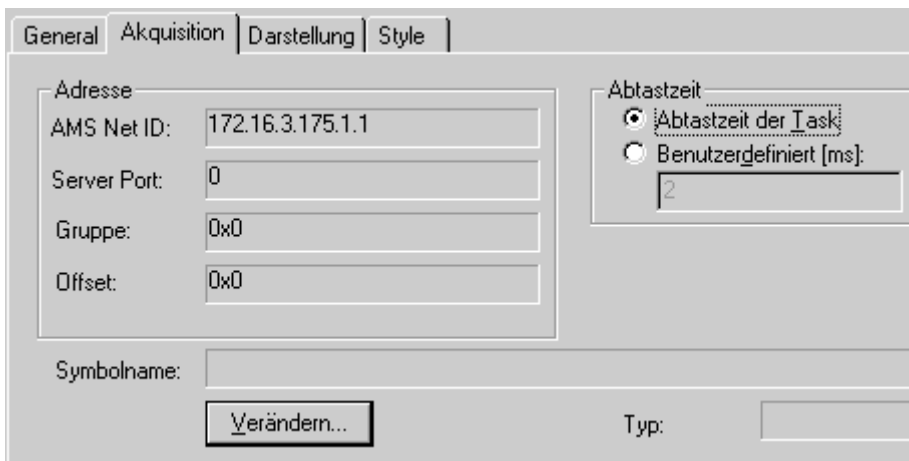 General Akquisition Darstellung Style
Adresse
AMS Net ID: 172.16.3.175.1.1
Server Port: 0
Gruppe: 0x0
Offset: 0x0
Abtastzeit
Abtastzeit der Task
Benutzerdefiniert [ms]:
2
Symbolname:
Verändern...
Typ: